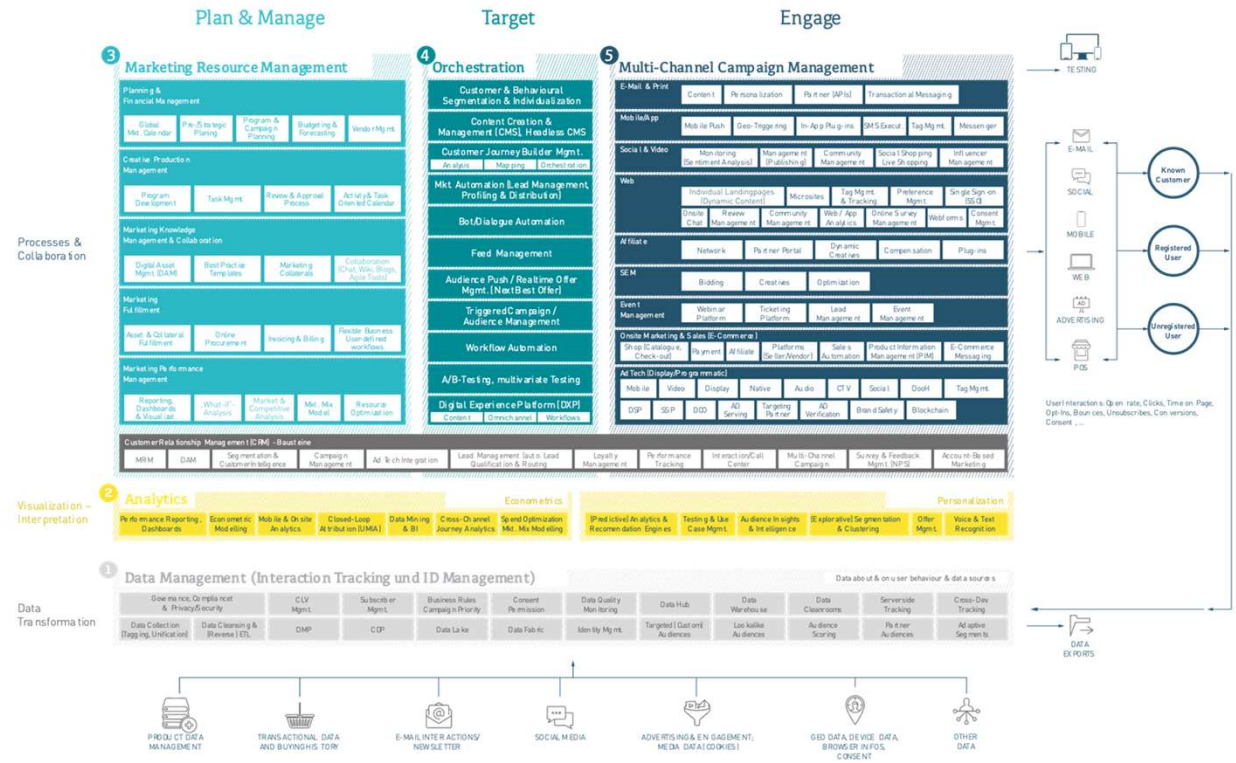 Plan & Manage
Target
Engage
3
Marketing Resource Management
Planning &
Financial Management
Global
Mkt. Calendar
Pre-/Strategic
Planing
Program &
Campaign
Planning
Budgeting &
Forecasting
Vendor Mgmt.
Creative Production
Management
Program
Development
Task Mgmt.
Review & Approval
Process
Activity & Task
Oriented Calendar
Marketing Knowledge
Management & Collaboration
Digital Asset
Mgmt. (DAM)
Best Practise
Templates
Marketing
Collaterals
Collaboration
(Chat, Wiki, Blogs,
Agile Tools)
Marketing
Fulfillment
Asset & Collateral
Fulfillment
Online
Procurement
Invoicing & Billing
Flexible Business
User-defined
workflows
Marketing Performance
Management
Reporting,
Dashboards
& Visualizat.
„What-if“-
Analysis
Market &
Competitive
Analysis
Mkt. Mix
Model
Resource
Optimization
4
Orchestration
Customer & Behavioural
Segmentation & Individualization
Content Creation &
Management (CMS), Headless CMS
Customer Journey Builder Mgmt.
Analysis
Mapping
Orchestration
Mkt. Automation (Lead Management,
Profiling & Distribution)
Bot/Dialogue Automation
Feed Management
Audience Push / Realtime Offer
Mgmt. (Next Best Offer)
Triggered Campaign /
Audience Management
Workflow Automation
A/B-Testing, multivariate Testing
Digital Experience Platform (DXP)
Content
Omnichannel
Workflows
5
Multi-Channel Campaign Management
E-Mail & Print
Content
Personalization
Partner (APIs)
Transactional Messaging
Mobile/App
Mobile Push
Geo-Triggering
In-App Plug-ins
SMS Execut.
Tag Mgmt.
Messenger
Social & Video
Monitoring
(Sentiment Analysis)
Management
(Publishing)
Community
Management
Social Shopping
Live Shopping
Influencer
Management
Web
Individual Landingpages
(Dynamic Content)
Microsites
Tag Mgmt.
& Tracking
Preference
Mgmt.
Single Sign-on
(SSO)
Onsite
Chat
Review
Management
Community
Management
Web / App
Analytics
Online Survey
Management
Webforms
Consent
Mgmt.
Affiliate
Network
Partner Portal
Dynamic
Creatives
Compensation
Plug-ins
SEM
Bidding
Creatives
Optimization
Event
Management
Webinar
Platform
Ticketing
Platform
Lead
Management
Event
Management
Onsite Marketing & Sales (E-Commerce)
Shop (Catalogue,
Check-out)
Payment
Affiliate
Platforms
(Seller/Vendor)
Sales
Automation
Product Information
Management (PIM)
E-Commerce
Messaging
Ad Tech (Display/Programmatic)
Mobile
Video
Display
Native
Audio
CTV
Social
DooH
Tag Mgmt.
DSP
SSP
DCO
AD
Serving
Targeting
Partner
AD
Verification
Brand Safety
Blockchain
Processes &
Collaboration
Customer Relationship Management (CRM) - Bausteine
MRM
DAM
Segmentation &
Customer Intelligence
Campaign
Management
Ad Tech Integration
Lead Management (auto. Lead
Qualification & Routing
Loyalty
Management
Performance
Tracking
Interaction/Call
Center
Multi-Channel
Campaign
Survey & Feedback
Mgmt. (NPS)
Account-Based
Marketing
Visualization –
Interpretation
2
Analytics
Econometrics
Personalization
Performance Reporting,
Dashboards
Econometric
Modelling
Mobile & Onsite
Analytics
Closed-Loop
Attribution (UMIA)
Data Mining
& BI
Cross-Channel
Journey Analytics
Spend Optimization
Mkt. Mix Modelling
(Predictive) Analytics &
Recomendation Engines
Testing & Use
Case Mgmt.
Audience Insights
& Intelligence
(Explorative) Segmentation
& Clustering
Offer
Mgmt.
Voice & Text
Recognition
Data
Transformation
1
Data Management (Interaction Tracking und ID Management)
Data about & on user behaviour & data sources
Governance, Compliancet
& Privacy/Security
CLV
Mgmt.
Subscriber
Mgmt.
Business Rules
Campaign Priority
Consent
Permission
Data Quality
Monitoring
Data Hub
Data
Warehouse
Data
Cleanrooms
Serverside
Tracking
Cross-Dev
Tracking
Data Collection
(Tagging, Unification)
Data Cleansing &
(Reverse) ETL
DMP
CDP
Data Lake
Data Fabric
Identity Mgmt.
Targeted (Custom)
Audiences
Lookalike
Audiences
Audience
Scoring
Partner
Audiences
Adaptive
Segments
PRODUCT DATA
MANAGEMENT
TRANSACTIONAL DATA
AND BUYING HISTORY
E-MAIL INTERACTIONS/
NEWSLETTER
SOCIAL MEDIA
ADVERTISING & ENGAGEMENT;
MEDIA DATA (COOKIES)
GEO DATA, DEVICE DATA,
BROWSER INFOS,
CONSENT
OTHER
DATA
TESTING
E-MAIL
SOCIAL
MOBILE
WEB
AD
ADVERTISING
POS
Known
Customer
Registered
User
Unregistered
User
User Interactions: Open rate, Clicks, Time on Page,
Opt-Ins, Bounces, Unsubscribes, Conversions,
Consent, ...
DATA
EXPORTS